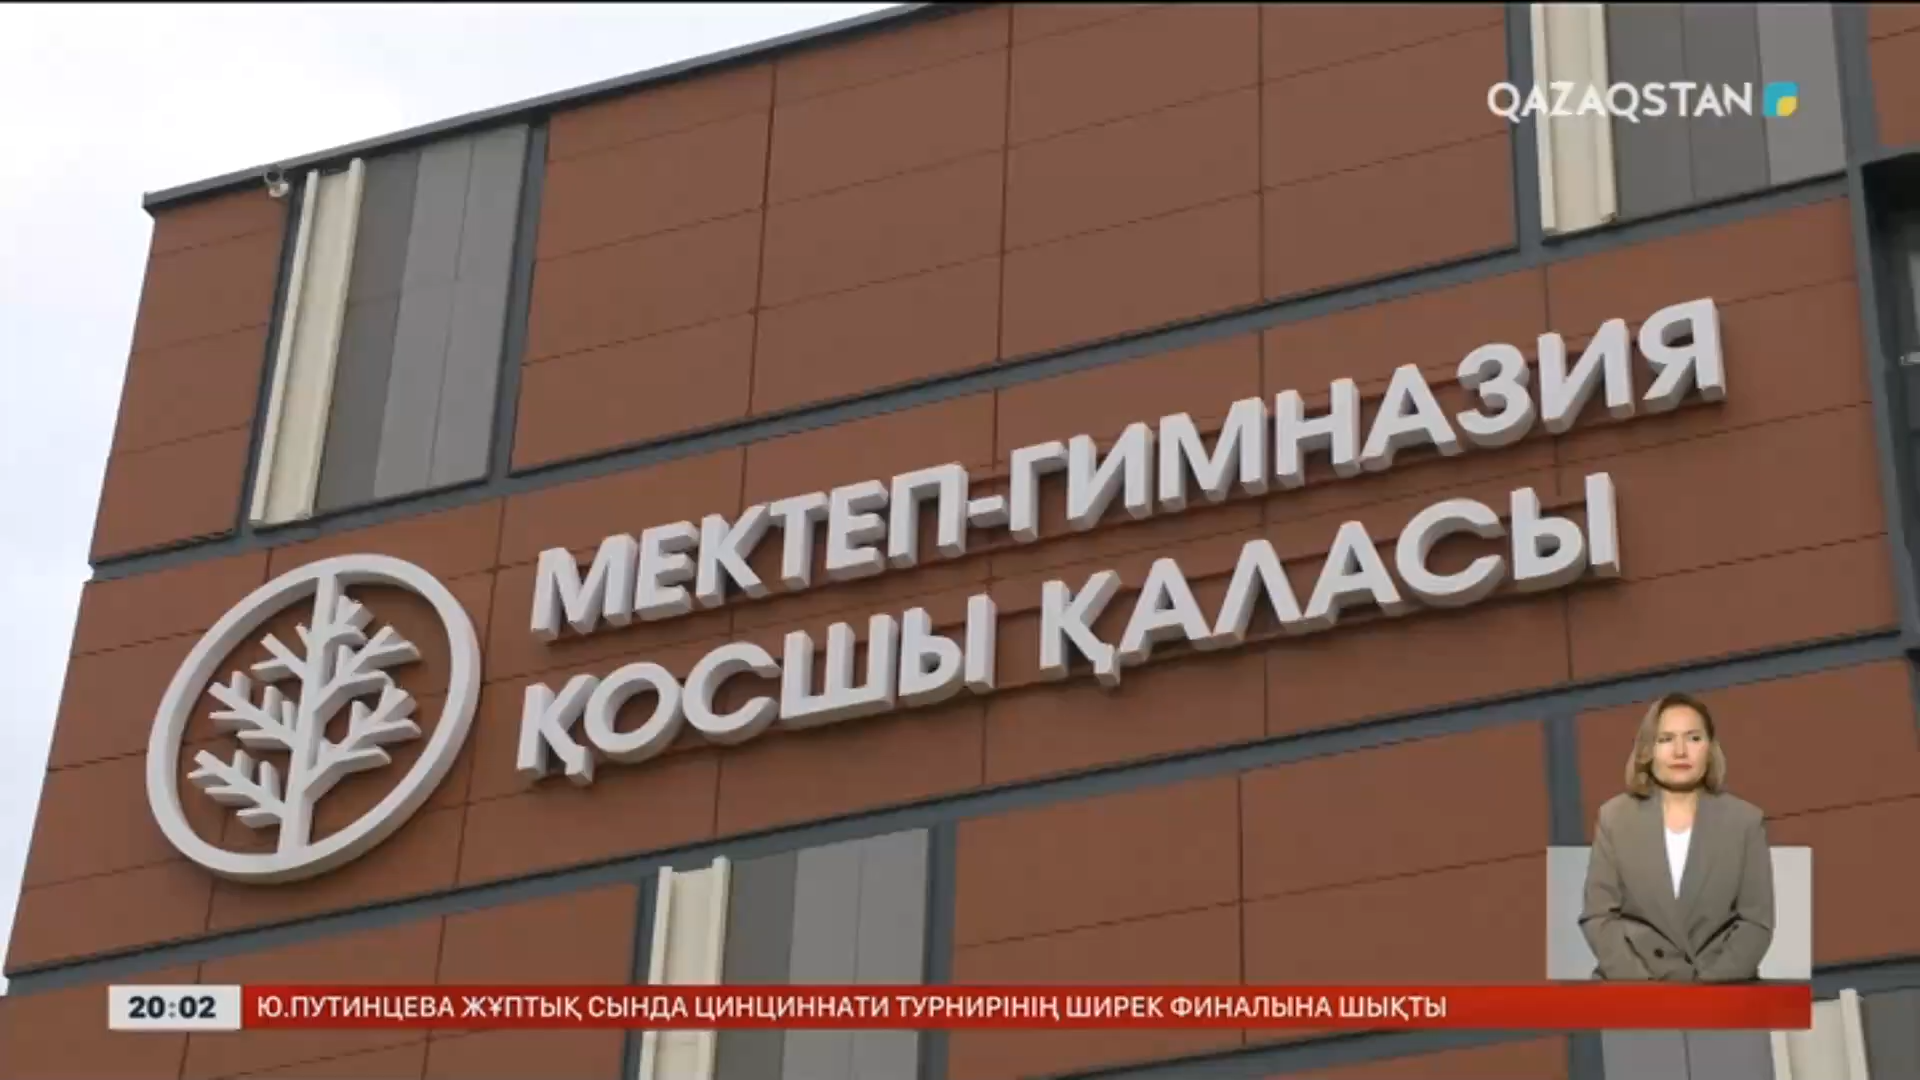 QAZAQSTAN
МЕКТЕП-ГИМНАЗИЯ
ҚОСШЫ ҚАЛАСЫ
20:02 Ю.ПУТИНЦЕВА ЖҰПТЫҚ СЫНДА ЦИНЦИННАТИ ТУРНИРІНІҢ ШИРЕК ФИНАЛЫНА ШЫҚТЫ